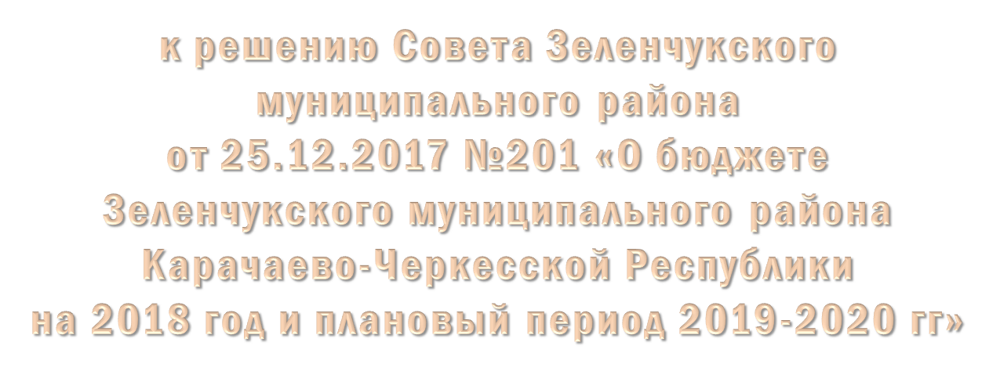 к решению Совета Зеленчукского
муниципального района
от 25.12.2017 №201 «О бюджете
Зеленчукского муниципального района
Карачаево-Черкесской Республики
на 2018 год и плановый период 2019-2020 гг»